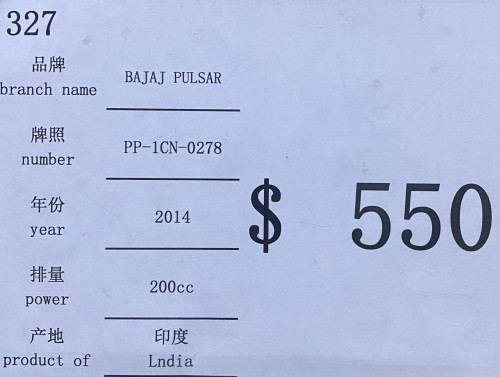 327
品牌
branch name
BAJAJ PULSAR
牌照
number
PP-1CN-0278
年份
year
2014
$ 550
排量
power
200cc
产地
product of
印度
Lndia